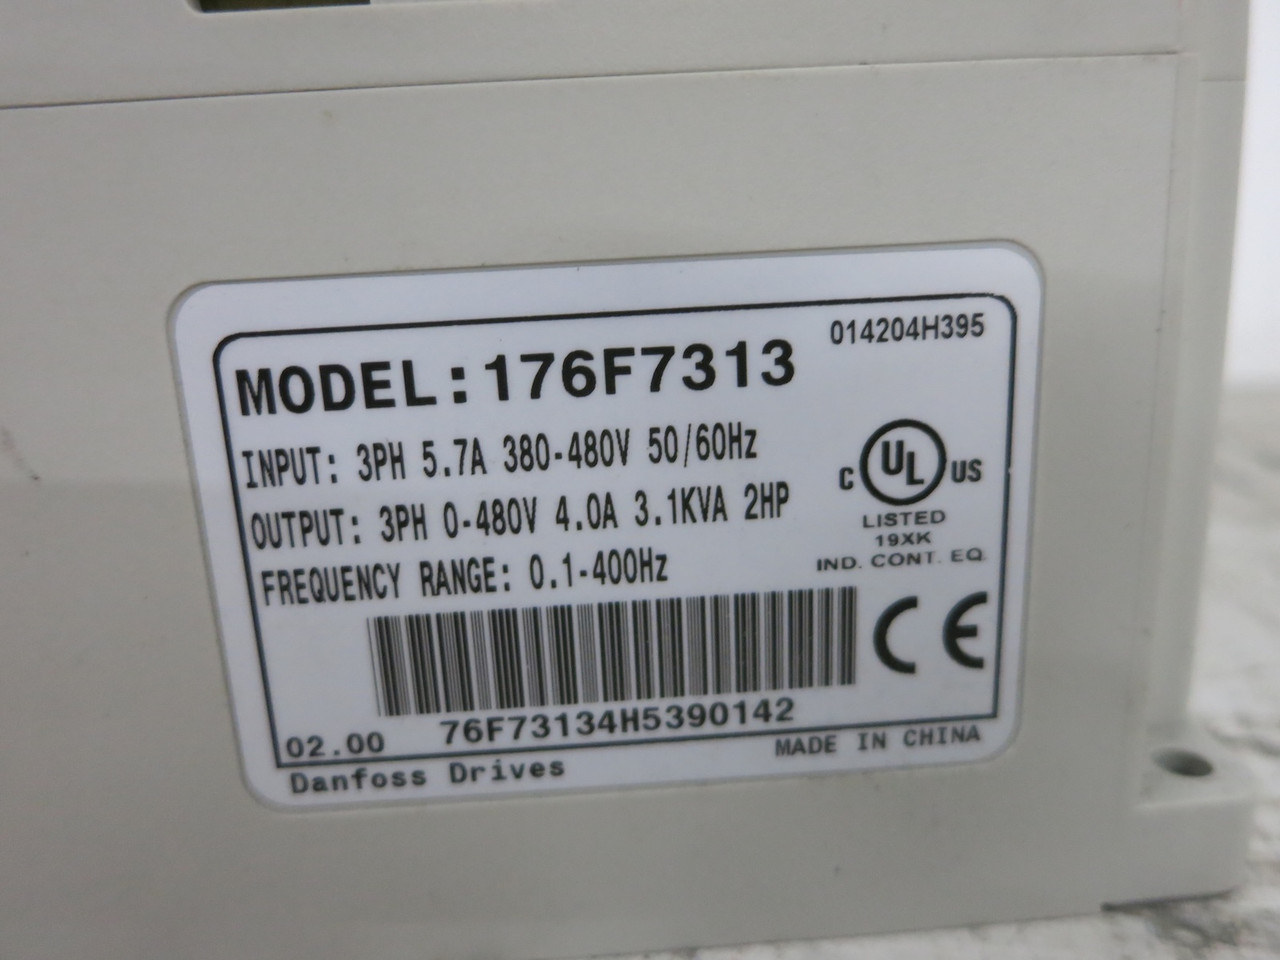 014204H395
MODEL: 176F7313
INPUT: 3PH 5.7A 380-480V 50/60Hz
OUTPUT: 3PH 0-480V 4.0A 3.1KVA 2HP
FREQUENCY RANGE: 0.1-400Hz
C UL US
LISTED
19XK
IND. CONT. EQ.
CE
76F73134H5390142
02.00
MADE IN CHINA
Danfoss Drives